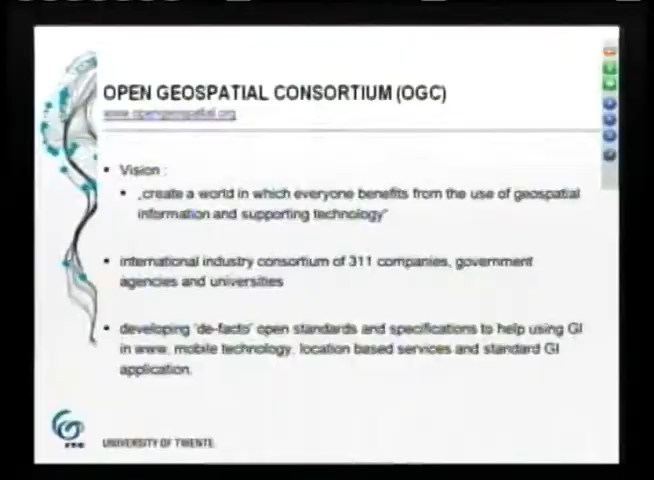 OPEN GEOSPATIAL CONSORTIUM (OGC)
www.opengeospatial.org
• Vision :
• „create a world in which everyone benefits from the use of geospatial
information and supporting technology"
• international industry consortium of 311 companies, government
agencies and universities
• developing 'de-facto' open standards and specifications to help using GI
in www, mobile technology, location based services and standard GI
application.
UNIVERSITY OF TWENTE